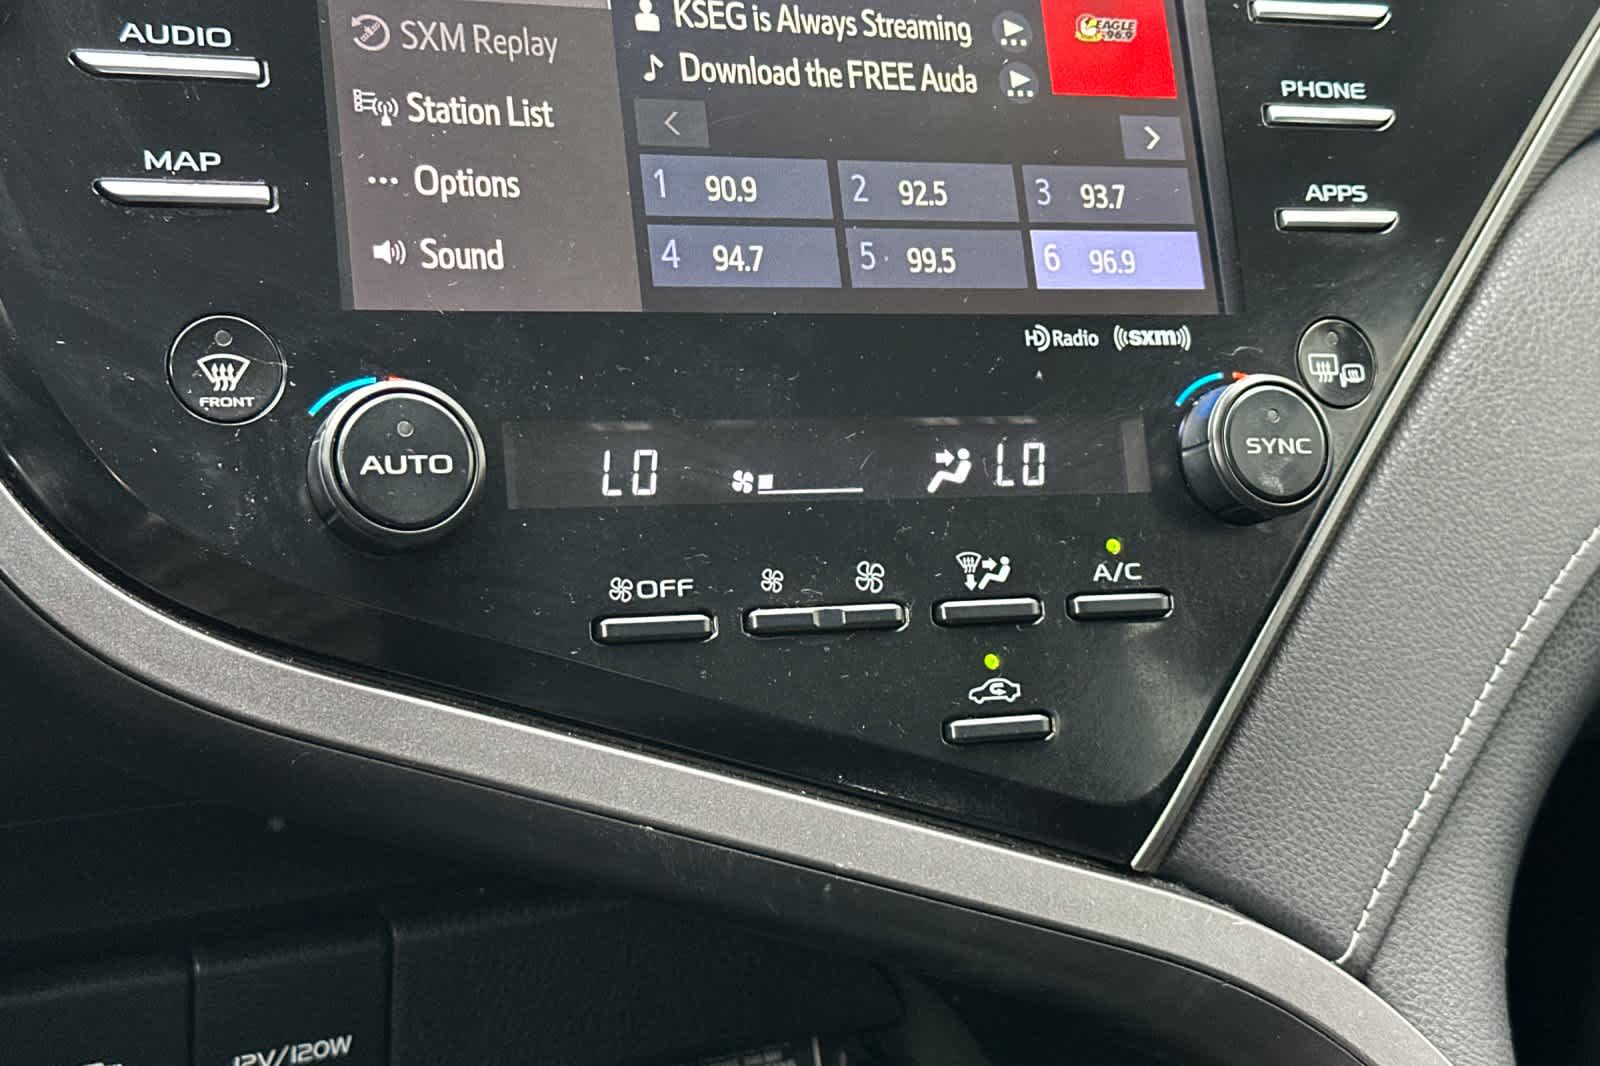 AUDIO
MAP
SXM Replay
Station List
Options
Sound
KSEG is Always Streaming
Download the FREE Auda
EAGLE
96.9
1 90.9
2 92.5
3 93.7
4 94.7
5 99.5
6 96.9
PHONE
APPS
HD Radio
((SXM))
FRONT
AUTO
LO
LO
SYNC
OFF
A/C
12V/120W